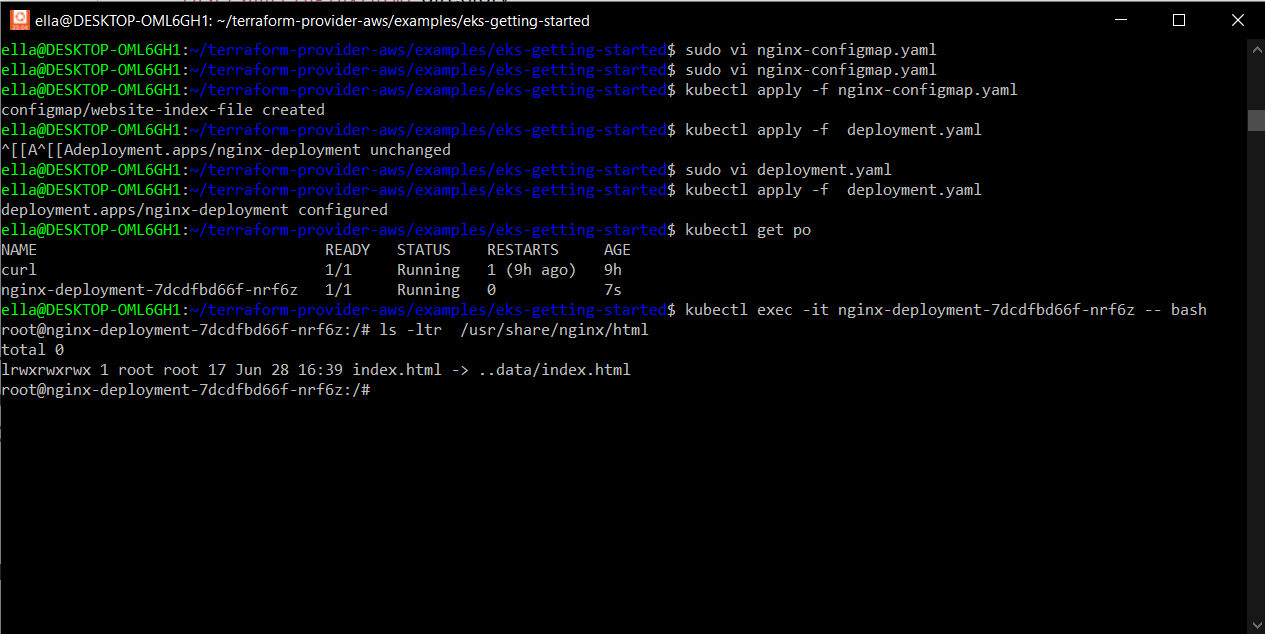 ella@DESKTOP-OML6GH1: ~/terraform-provider-aws/examples/eks-getting-started
ella@DESKTOP-OML6GH1:~/terraform-provider-aws/examples/eks-getting-started$ sudo vi nginx-configmap.yaml
ella@DESKTOP-OML6GH1:~/terraform-provider-aws/examples/eks-getting-started$ sudo vi nginx-configmap.yaml
ella@DESKTOP-OML6GH1:~/terraform-provider-aws/examples/eks-getting-started$ kubectl apply -f nginx-configmap.yaml
configmap/website-index-file created
ella@DESKTOP-OML6GH1:~/terraform-provider-aws/examples/eks-getting-started$ kubectl apply -f  deployment.yaml
^[[A^[[Adeployment.apps/nginx-deployment unchanged
ella@DESKTOP-OML6GH1:~/terraform-provider-aws/examples/eks-getting-started$ sudo vi deployment.yaml
ella@DESKTOP-OML6GH1:~/terraform-provider-aws/examples/eks-getting-started$ kubectl apply -f  deployment.yaml
deployment.apps/nginx-deployment configured
ella@DESKTOP-OML6GH1:~/terraform-provider-aws/examples/eks-getting-started$ kubectl get po
NAME                                READY   STATUS    RESTARTS     AGE
curl                                1/1     Running   1 (9h ago)   9h
nginx-deployment-7dcdfbd66f-nrf6z   1/1     Running   0            7s
ella@DESKTOP-OML6GH1:~/terraform-provider-aws/examples/eks-getting-started$ kubectl exec -it nginx-deployment-7dcdfbd66f-nrf6z -- bash
root@nginx-deployment-7dcdfbd66f-nrf6z:/# ls -ltr  /usr/share/nginx/html
total 0
lrwxrwxrwx 1 root root 17 Jun 28 16:39 index.html -> ..data/index.html
root@nginx-deployment-7dcdfbd66f-nrf6z:/#